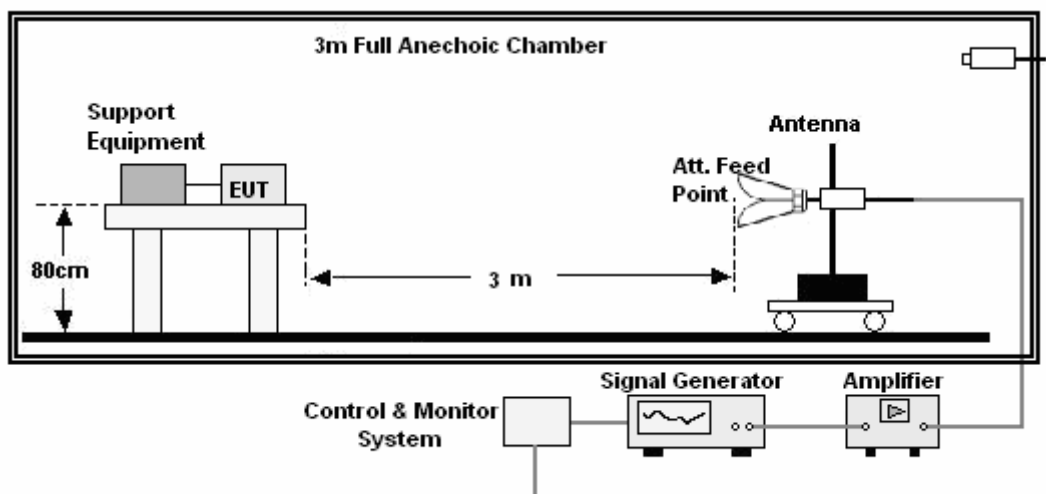 3m Full Anechoic Chamber
Support
Equipment
EUT
80cm
3 m
Att. Feed
Point
Antenna
Control & Monitor
System
Signal Generator
Amplifier